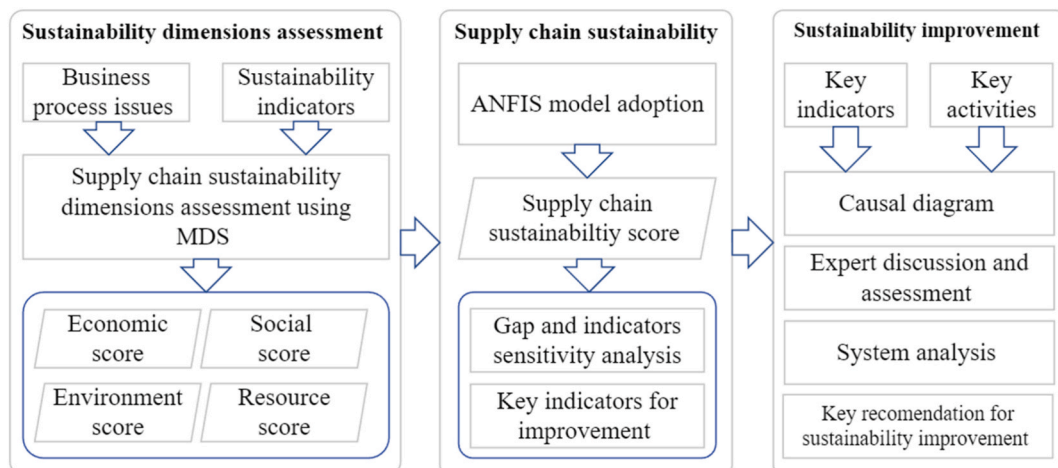 Sustainability dimensions assessment
Business
process issues
Sustainability
indicators
Supply chain sustainability
dimensions assessment using
MDS
Economic
score
Social
score
Environment
score
Resource
score
Supply chain sustainability
ANFIS model adoption
Supply chain
sustainabiltiy score
Gap and indicators
sensitivity analysis
Key indicators for
improvement
Sustainability improvement
Key
indicators
Key
activities
Causal diagram
Expert discussion and
assessment
System analysis
Key recomendation for
sustainability improvement